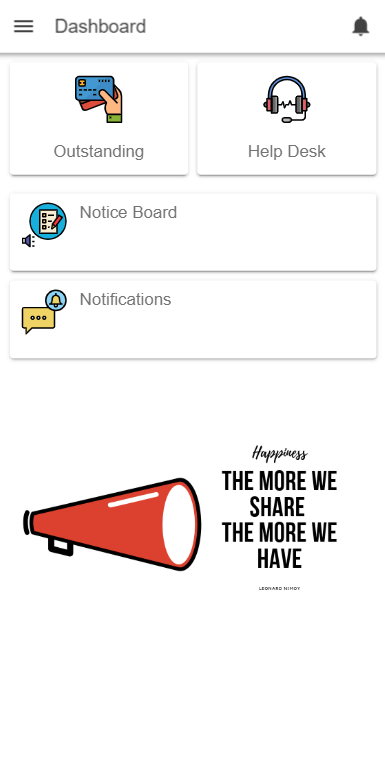 Dashboard
Outstanding
Help Desk
Notice Board
Notifications
Happiness
THE MORE WE
SHARE
THE MORE WE
HAVE
LEONARD NIMOY